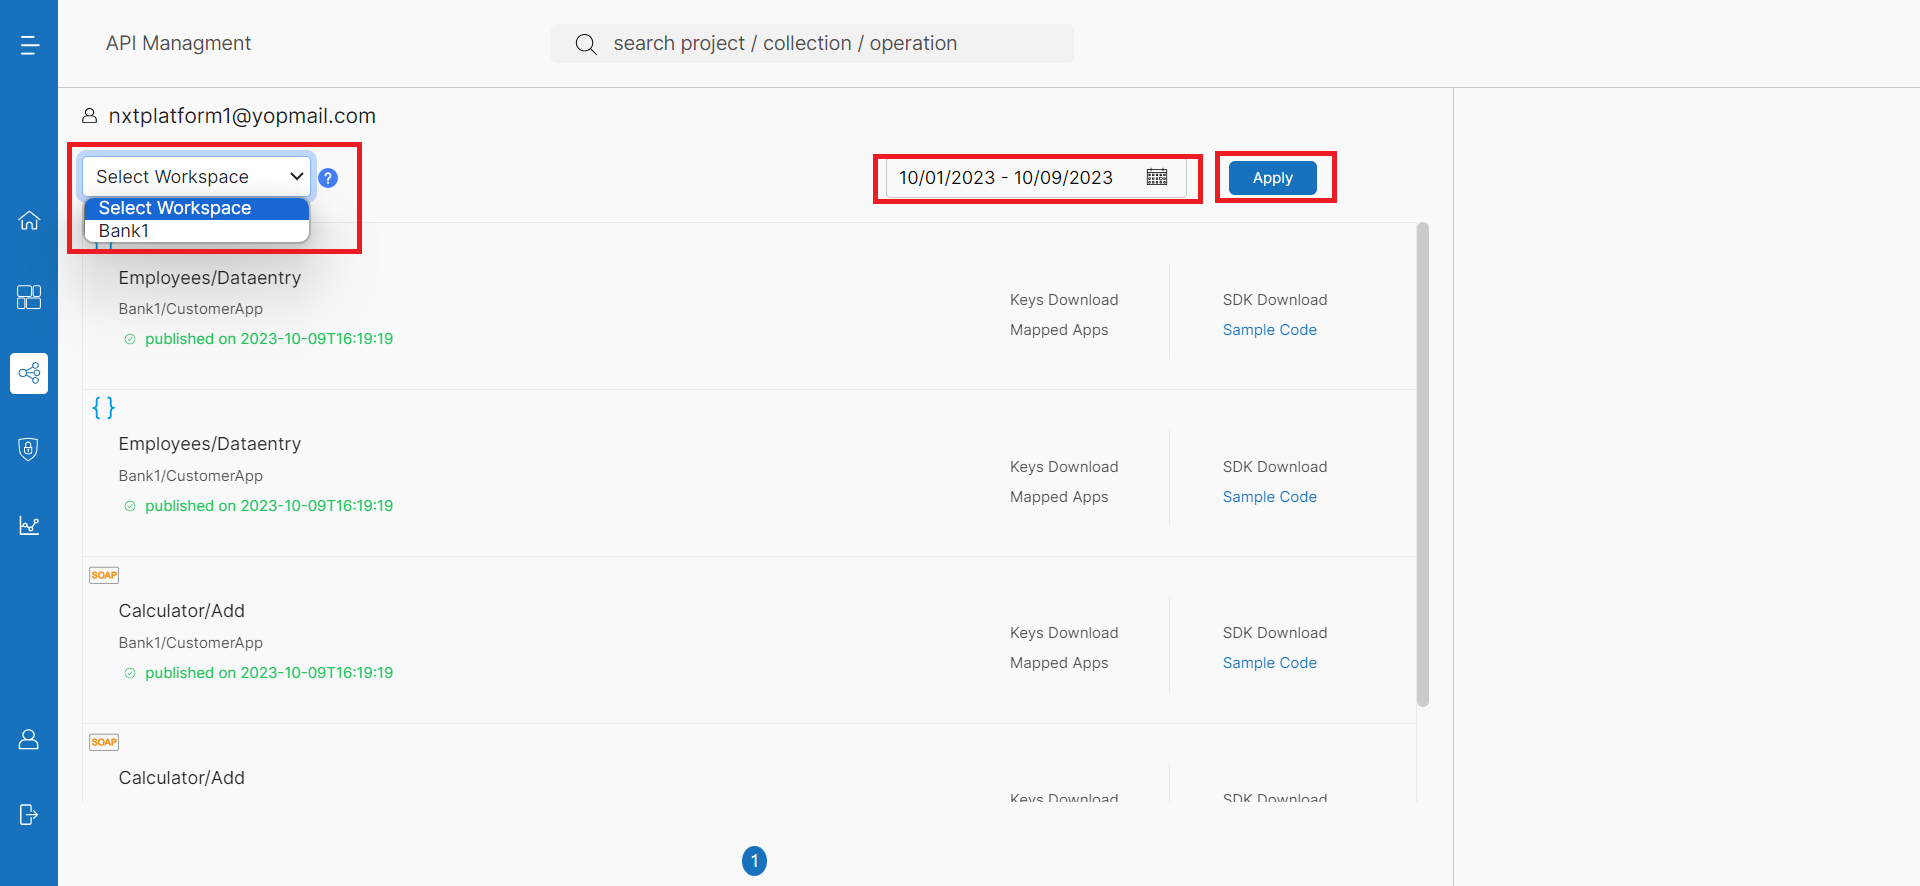 API Managment
search project / collection / operation
nxtplatform1@yopmail.com
Select Workspace
?
10/01/2023 - 10/09/2023
Apply
Select Workspace
Bank1
Employees/Dataentry
Bank1/CustomerApp
published on 2023-10-09T16:19:19
Keys Download
Mapped Apps
SDK Download
Sample Code
{ }
Employees/Dataentry
Bank1/CustomerApp
published on 2023-10-09T16:19:19
Keys Download
Mapped Apps
SDK Download
Sample Code
SOAP
Calculator/Add
Bank1/CustomerApp
published on 2023-10-09T16:19:19
Keys Download
Mapped Apps
SDK Download
Sample Code
SOAP
Calculator/Add
Keys Download
SDK Download
1